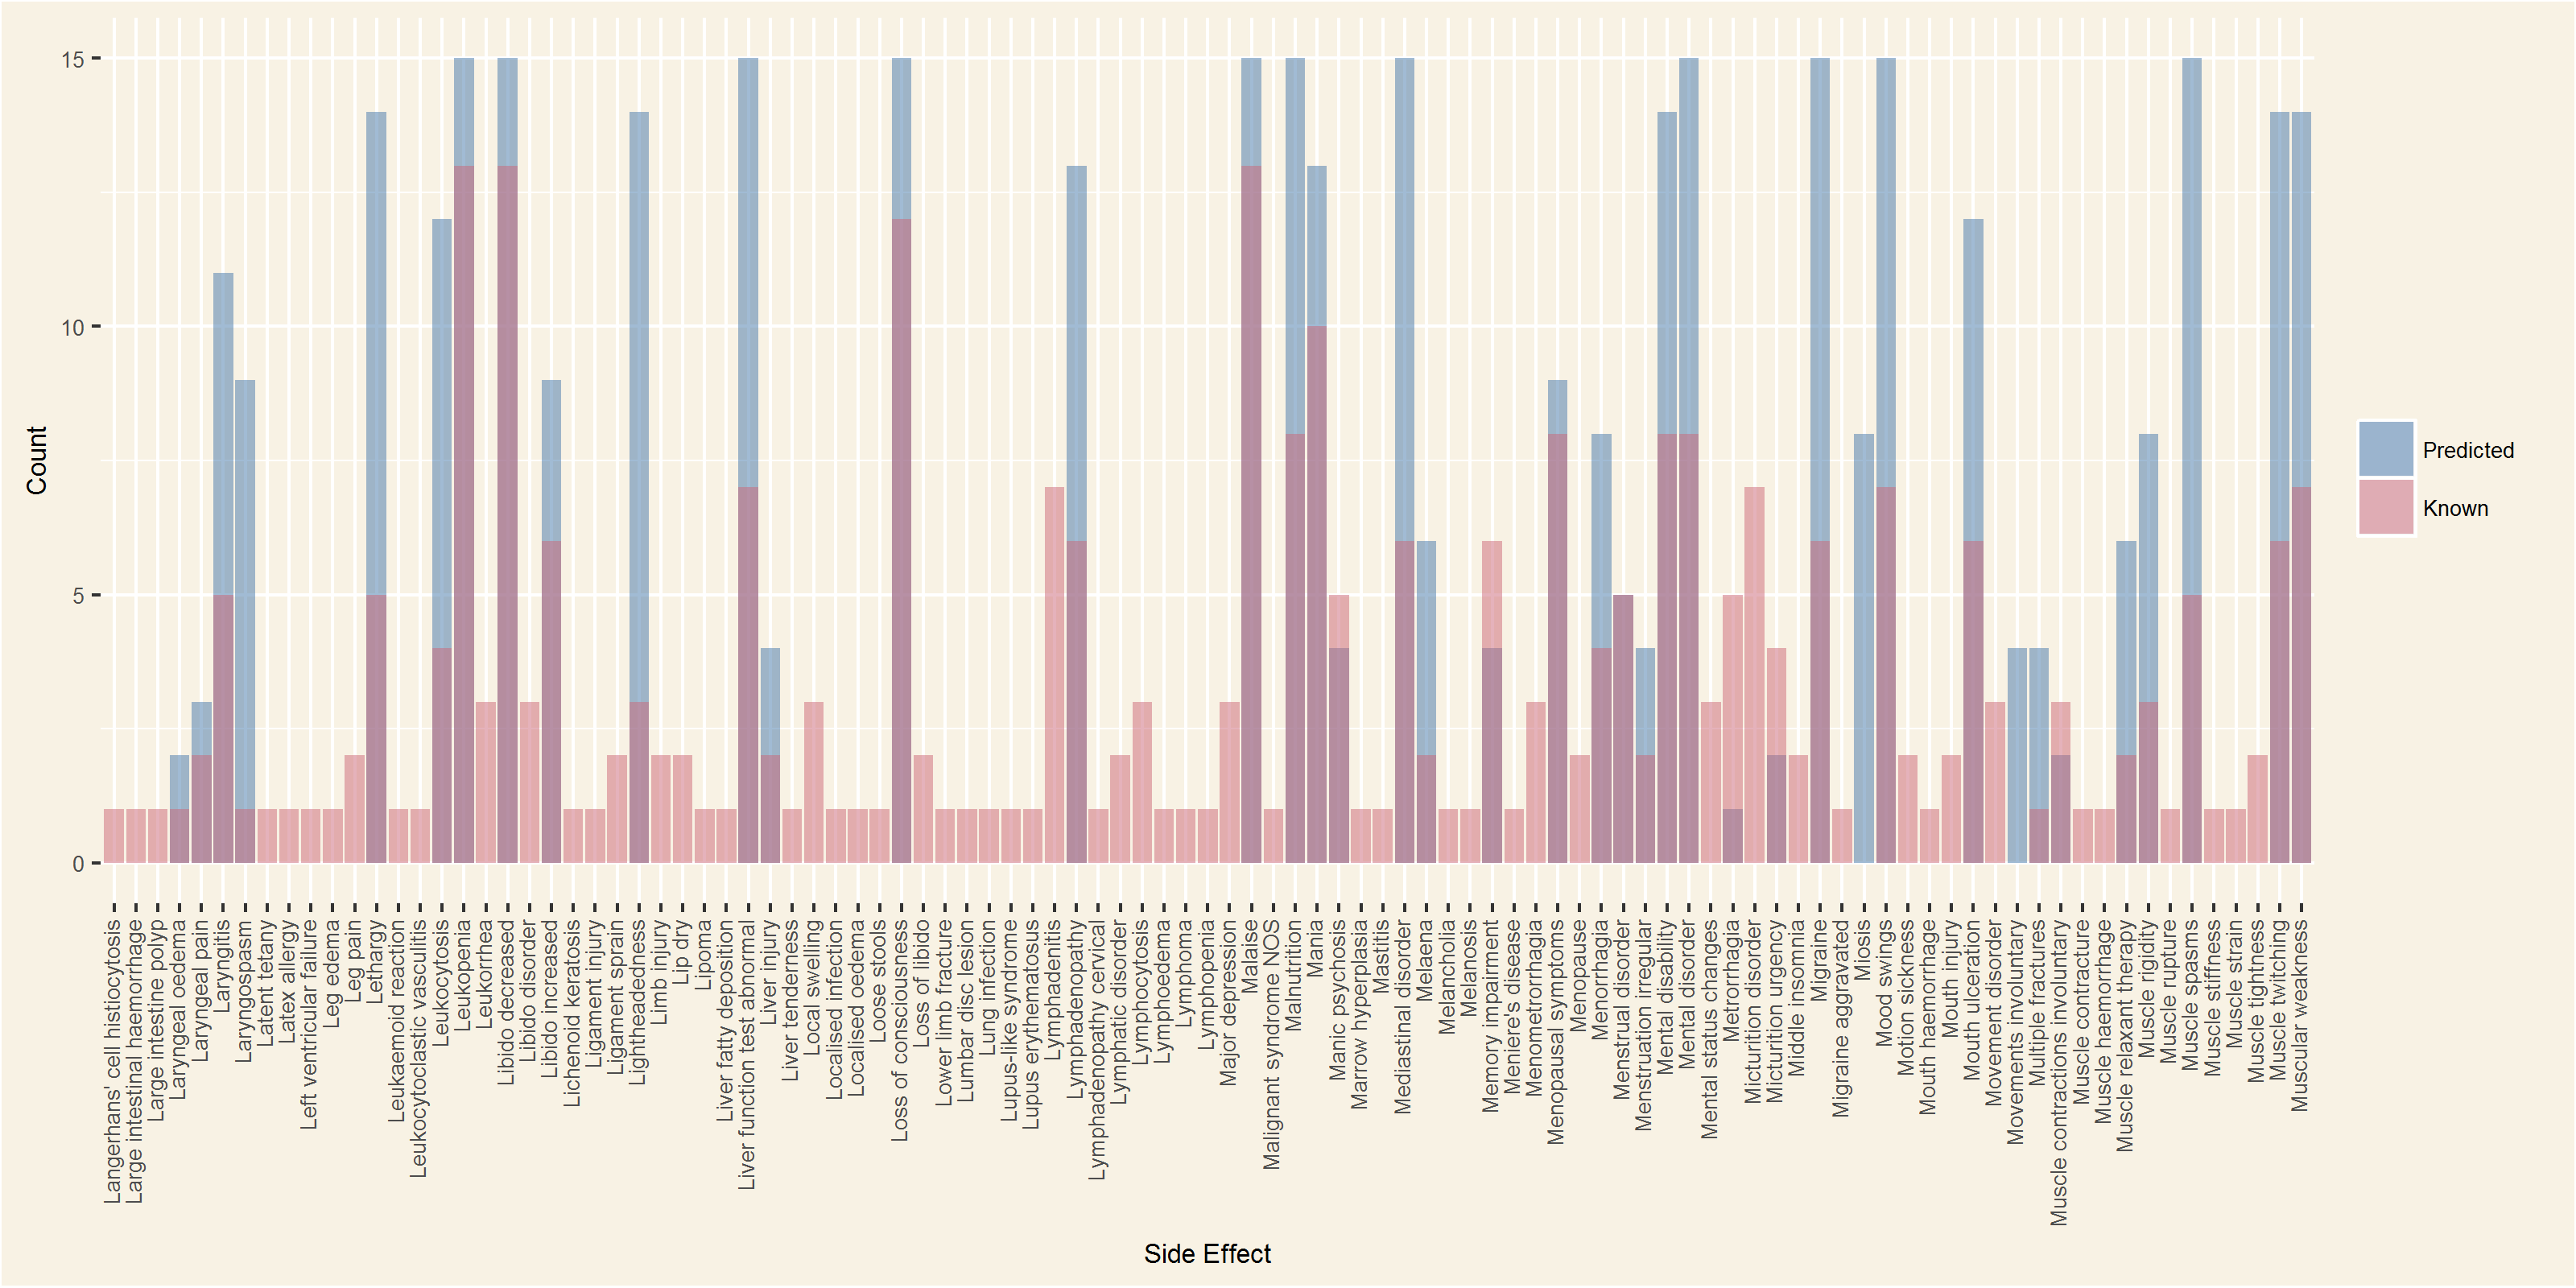 15
10
5
0
Count
Langerhans' cell histiocytosis
Large intestinal haemorrhage
Large intestine polyp
Laryngeal oedema
Laryngeal pain
Laryngitis
Laryngospasm
Latent tetany
Latex allergy
Left ventricular failure
Leg edema
Leg pain
Lethargy
Leukaemoid reaction
Leukocytoclastic vasculitis
Leukocytosis
Leukopenia
Leukorrhea
Libido decreased
Libido disorder
Libido increased
Lichenoid keratosis
Ligament injury
Ligament sprain
Lightheadedness
Limb injury
Lip dry
Lipoma
Liver fatty deposition
Liver function test abnormal
Liver injury
Liver tenderness
Local swelling
Localised infection
Localised oedema
Loose stools
Loss of consciousness
Loss of libido
Lower limb fracture
Lumbar disc lesion
Lung infection
Lupus-like syndrome
Lupus erythematosus
Lymphadenitis
Lymphadenopathy
Lymphadenopathy cervical
Lymphatic disorder
Lymphocytosis
Lymphoedema
Lymphoma
Lymphopenia
Major depression
Malaise
Malignant syndrome NOS
Malnutrition
Mania
Manic psychosis
Marrow hyperplasia
Mastitis
Mediastinal disorder
Melaena
Melancholia
Melanosis
Memory impairment
Meniere's disease
Menometrorrhagia
Menopausal symptoms
Menopause
Menorrhagia
Menstrual disorder
Menstruation irregular
Mental disability
Mental disorder
Mental status changes
Metrorrhagia
Micturition disorder
Micturition urgency
Middle insomnia
Migraine
Migraine aggravated
Miosis
Mood swings
Motion sickness
Mouth haemorrhage
Mouth injury
Mouth ulceration
Movement disorder
Movements involuntary
Multiple fractures
Muscle contractions involuntary
Muscle contracture
Muscle haemorrhage
Muscle relaxant therapy
Muscle rigidity
Muscle rupture
Muscle spasms
Muscle stiffness
Muscle strain
Muscle tightness
Muscle twitching
Muscular weakness
Side Effect
Predicted
Known